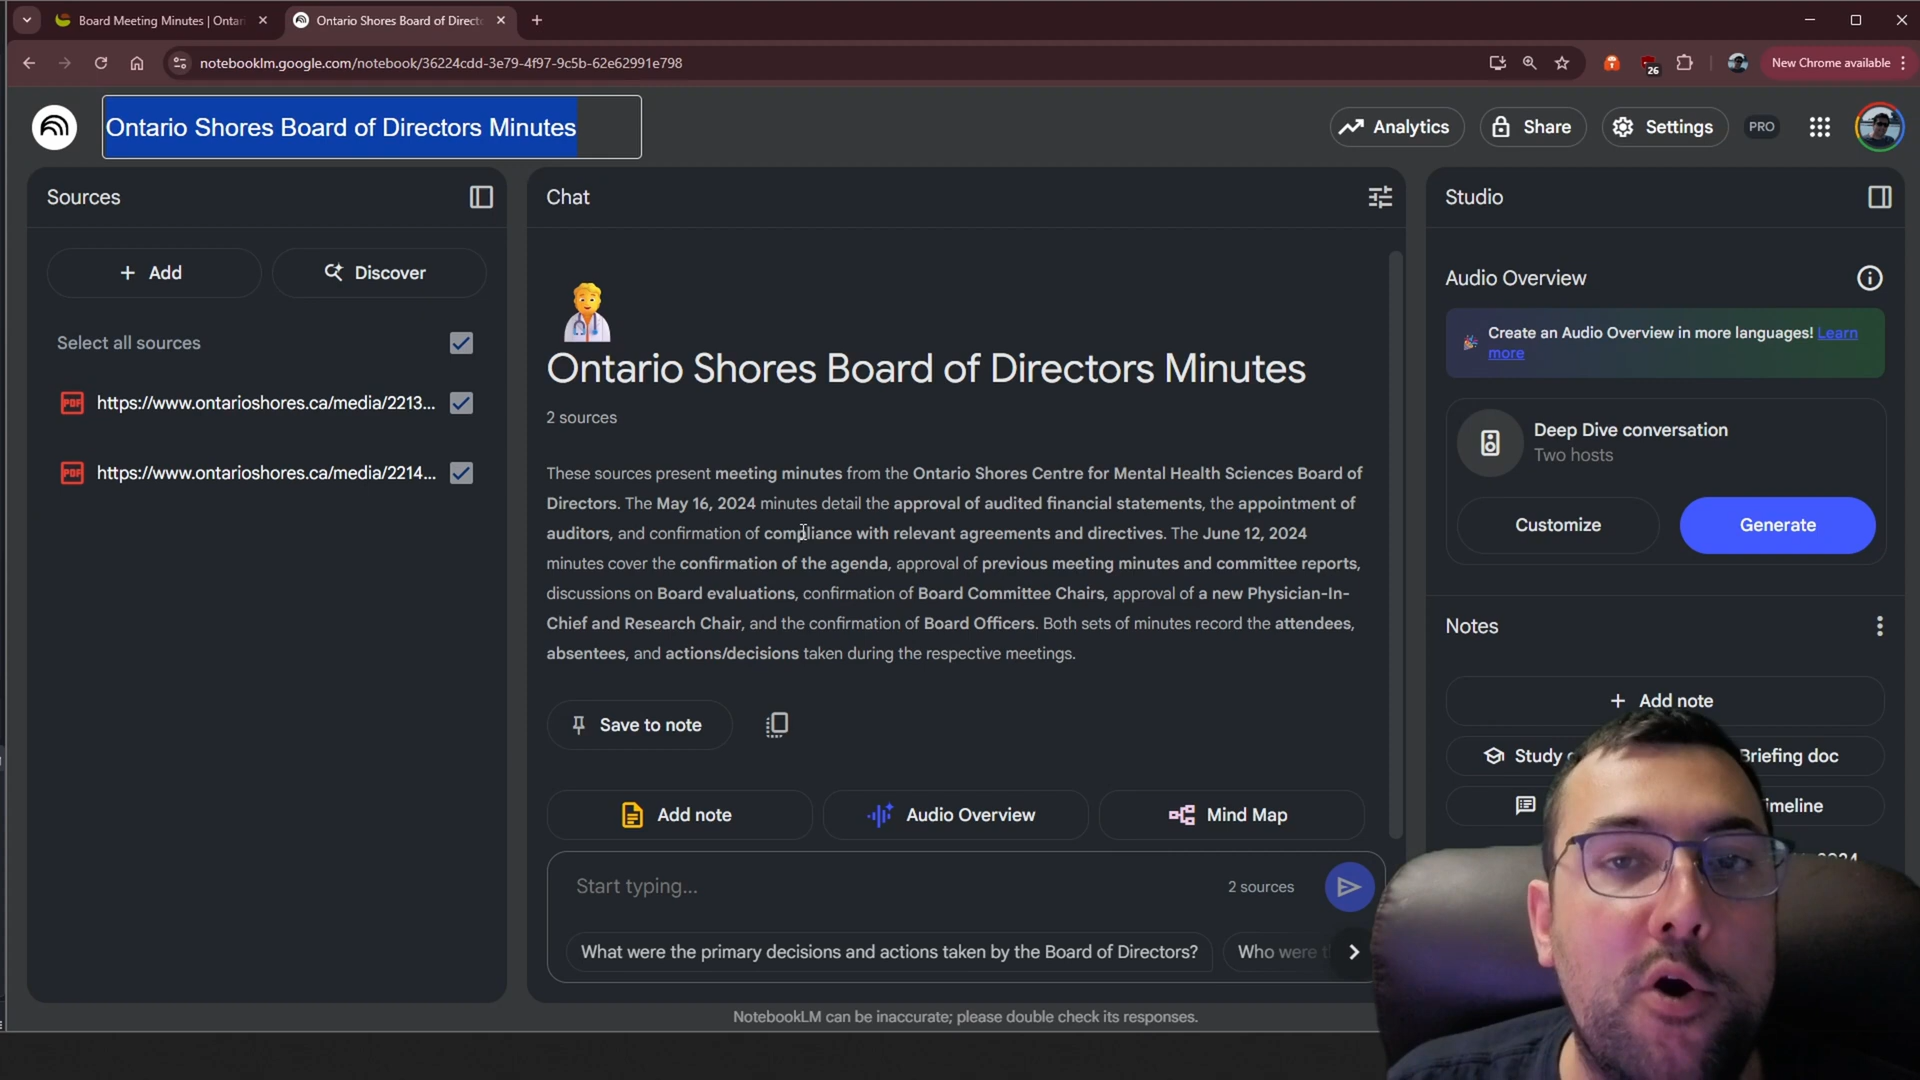 Board Meeting Minutes | Ontar
Ontario Shores Board of Direct
notebooklm.google.com/notebook/36224cdd-3e79-4f97-9c5b-62e62991e798
26
New Chrome available
Ontario Shores Board of Directors Minutes
Analytics
Share
Settings
PRO
Sources
Add
Discover
Select all sources
PDF https://www.ontarioshores.ca/media/2213...
PDF https://www.ontarioshores.ca/media/2214...
Chat
Ontario Shores Board of Directors Minutes
2 sources
These sources present meeting minutes from the Ontario Shores Centre for Mental Health Sciences Board of
Directors. The May 16, 2024 minutes detail the approval of audited financial statements, the appointment of
auditors, and confirmation of compliance with relevant agreements and directives. The June 12, 2024
minutes cover the confirmation of the agenda, approval of previous meeting minutes and committee reports,
discussions on Board evaluations, confirmation of Board Committee Chairs, approval of a new Physician-In-
Chief and Research Chair, and the confirmation of Board Officers. Both sets of minutes record the attendees,
absentees, and actions/decisions taken during the respective meetings.
Save to note
Add note
Audio Overview
Mind Map
Start typing...
2 sources
What were the primary decisions and actions taken by the Board of Directors?
Who were
NotebookLM can be inaccurate; please double check its responses.
Studio
Audio Overview
Create an Audio Overview in more languages! Learn
more
Deep Dive conversation
Two hosts
Customize
Generate
Notes
Add note
Study
Briefing doc
imeline